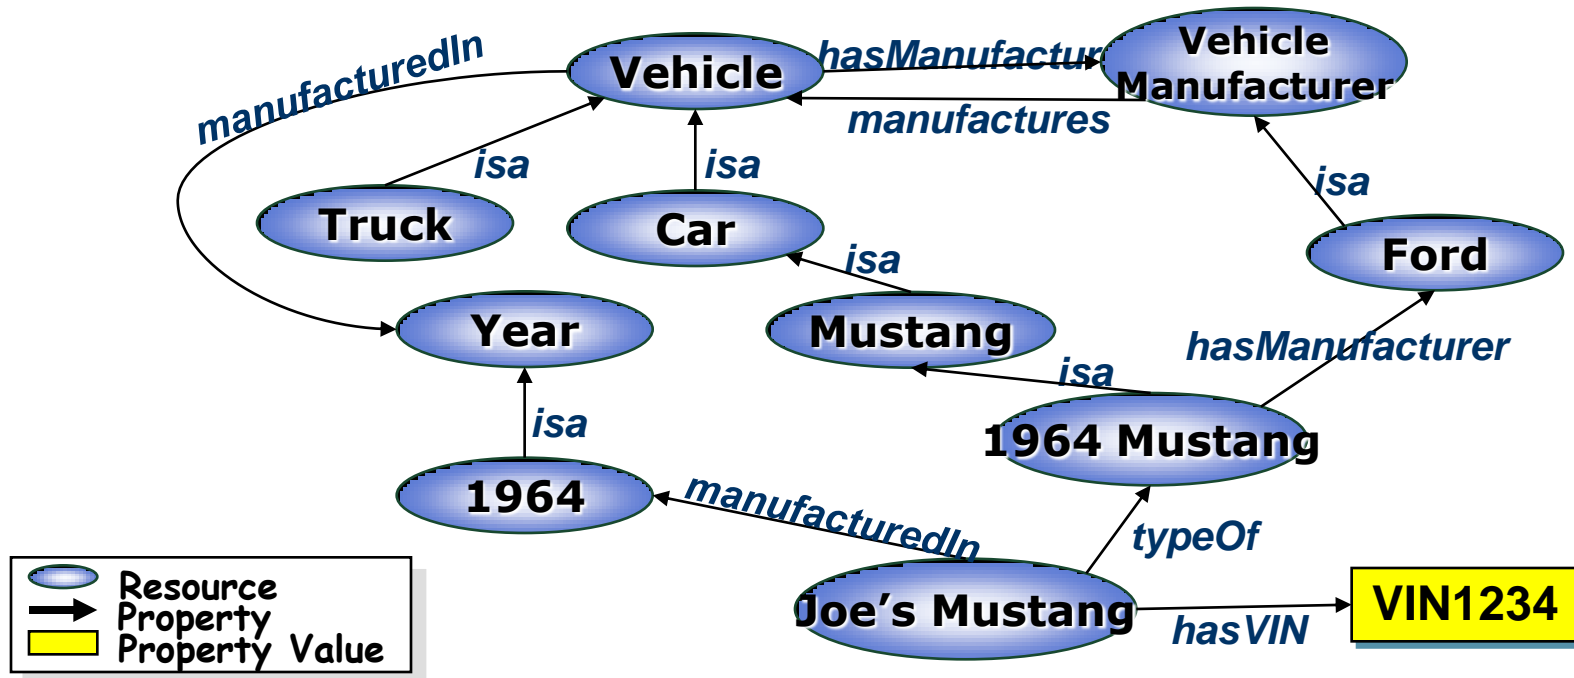 manufacturedIn
Vehicle
hasManufactur
Vehicle
Manufacturer
manufactures
isa
isa
isa
Truck
Car
Ford
isa
Year
Mustang
hasManufacturer
isa
isa
1964 Mustang
1964
manufacturedIn
typeOf
Joe's Mustang
hasVIN
VIN1234
Resource
Property
Property Value